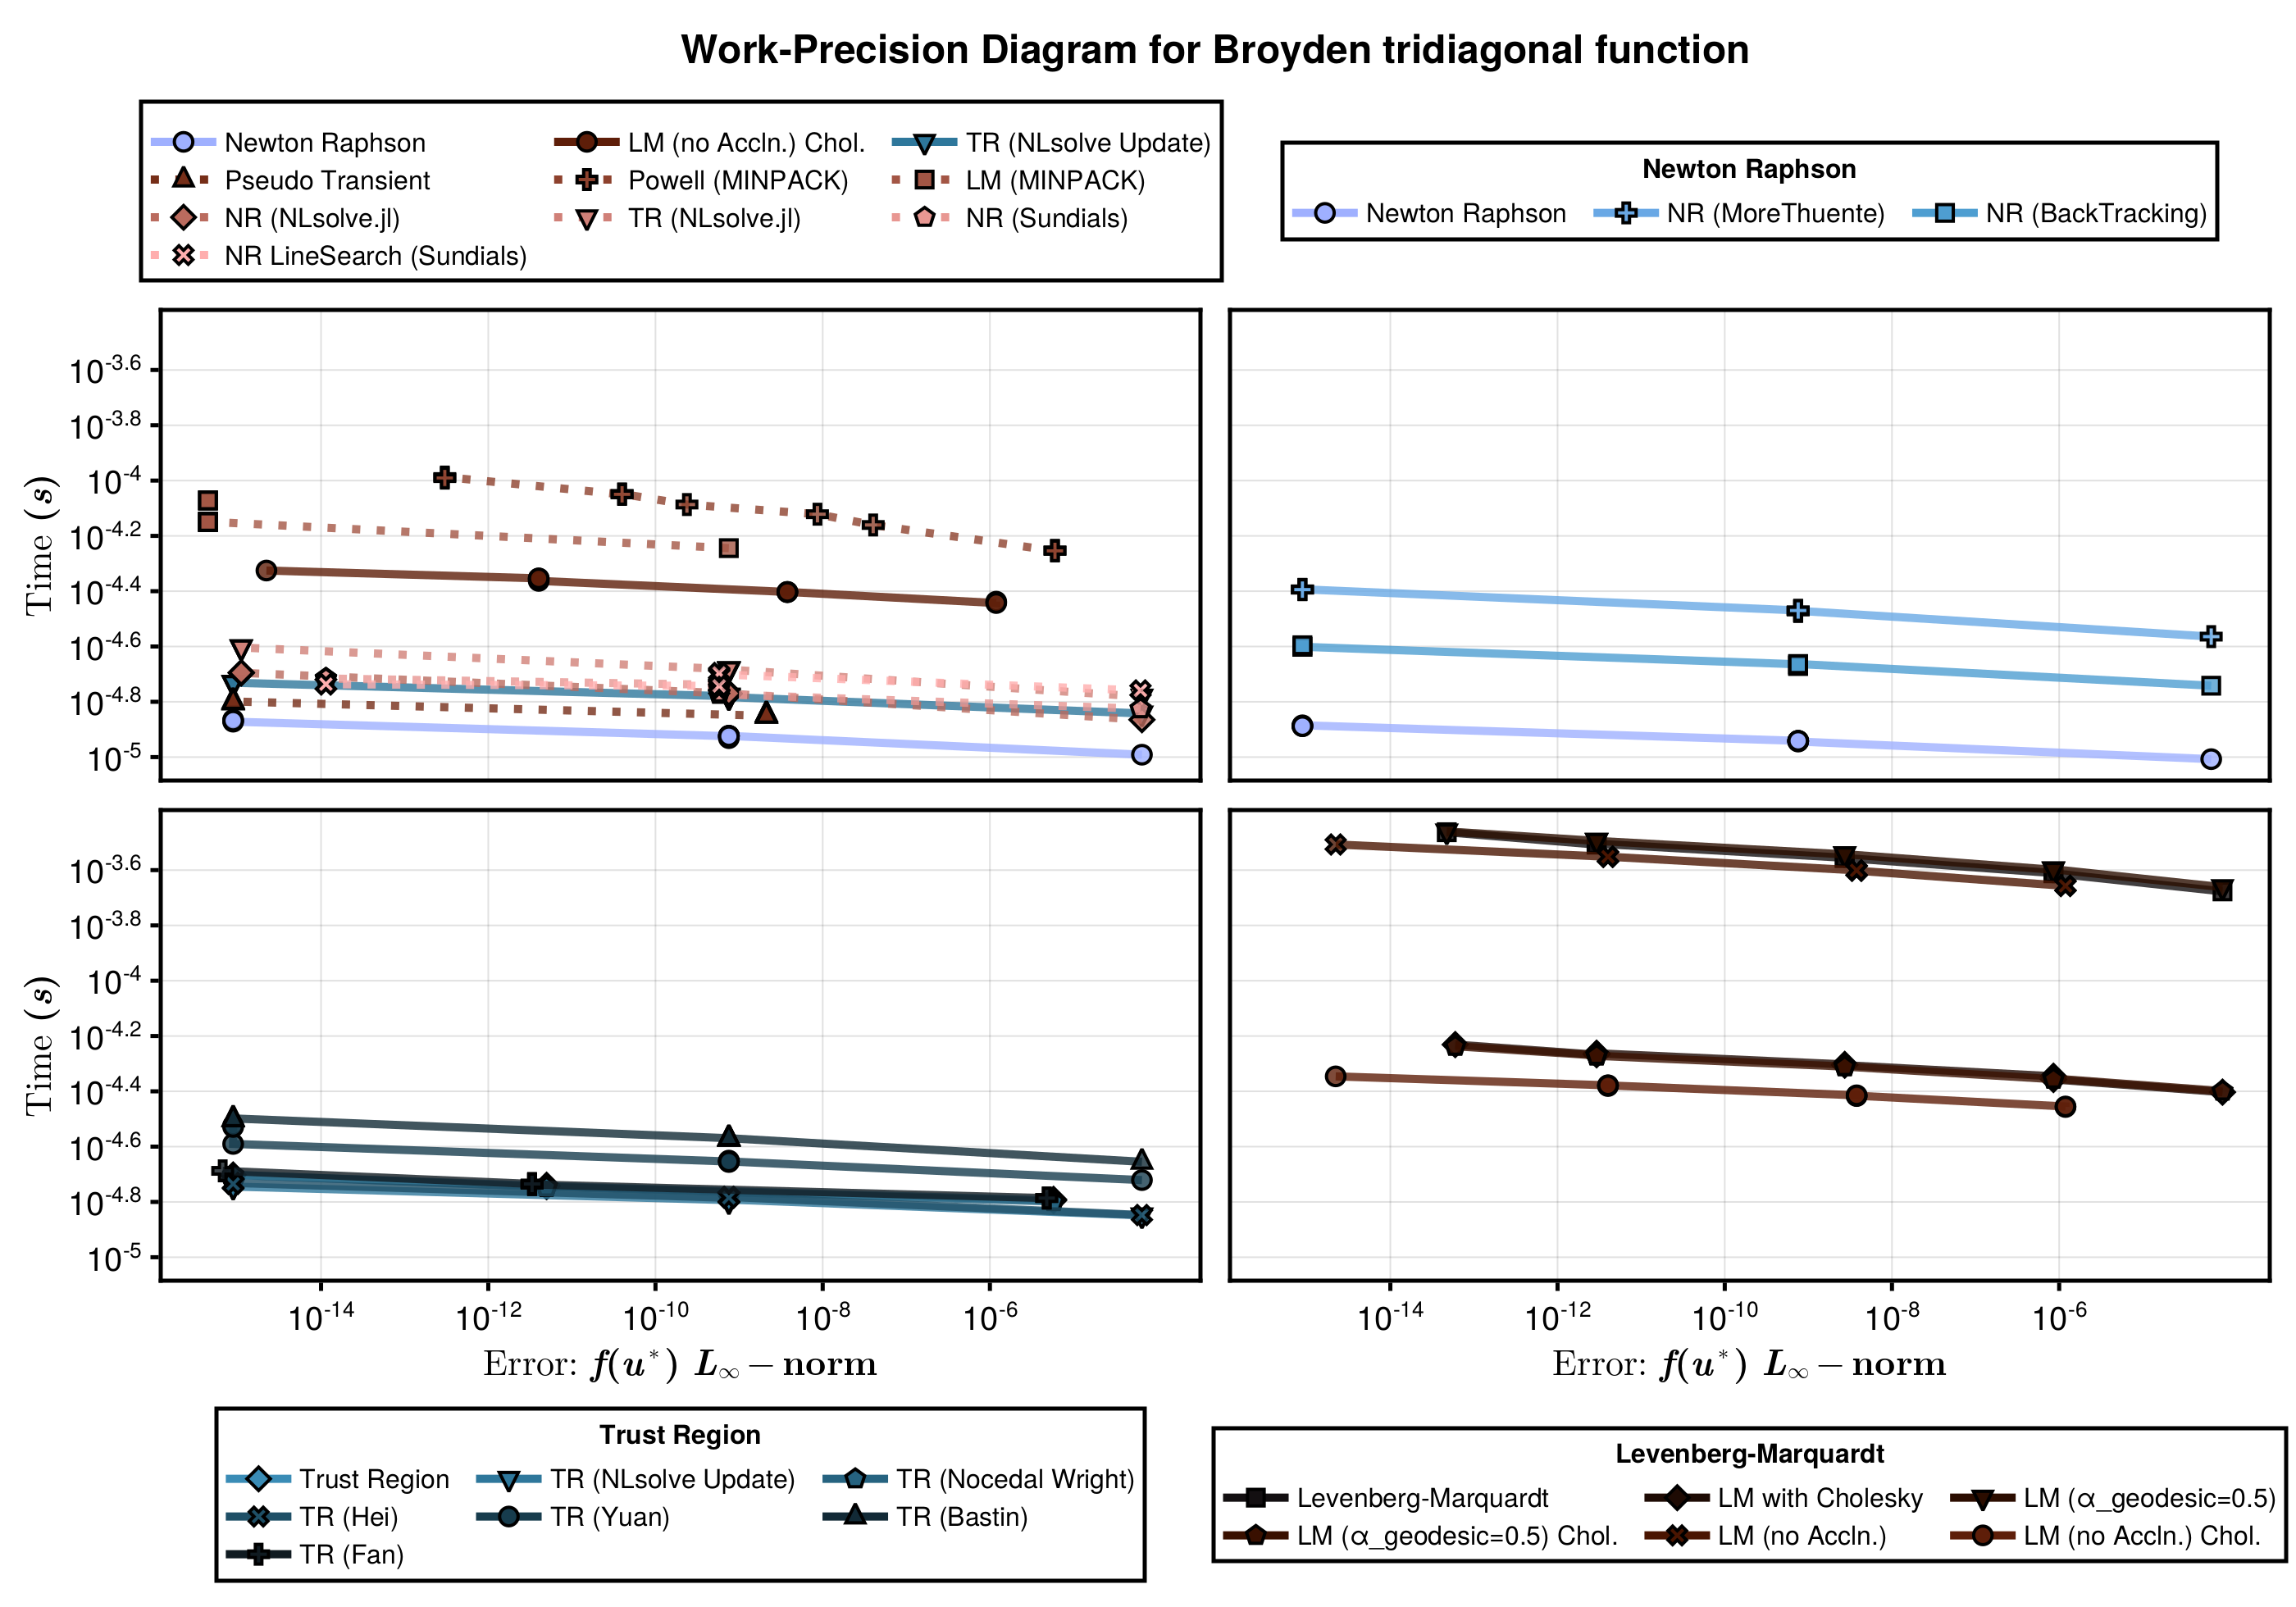 Work-Precision Diagram for Broyden tridiagonal function
Newton Raphson LM (no Accln.) Chol. TR (NLsolve Update)
Pseudo Transient Powell (MINPACK) LM (MINPACK)
NR (NLsolve.jl) TR (NLsolve.jl) NR (Sundials)
NR LineSearch (Sundials)
Newton Raphson
Newton Raphson NR (MoreThuente) NR (BackTracking)
Time (s)
10^-3.6
10^-3.8
10^-4
10^-4.2
10^-4.4
10^-4.6
10^-4.8
10^-5
Time (s)
10^-3.6
10^-3.8
10^-4
10^-4.2
10^-4.4
10^-4.6
10^-4.8
10^-5
10^-14 10^-12 10^-10 10^-8 10^-6
Error: f(u*) L∞ − norm
10^-14 10^-12 10^-10 10^-8 10^-6
Error: f(u*) L∞ − norm
Trust Region
Trust Region TR (NLsolve Update) TR (Nocedal Wright)
TR (Hei) TR (Yuan) TR (Bastin)
TR (Fan)
Levenberg-Marquardt
Levenberg-Marquardt LM with Cholesky LM (α_geodesic=0.5)
LM (α_geodesic=0.5) Chol. LM (no Accln.) LM (no Accln.) Chol.